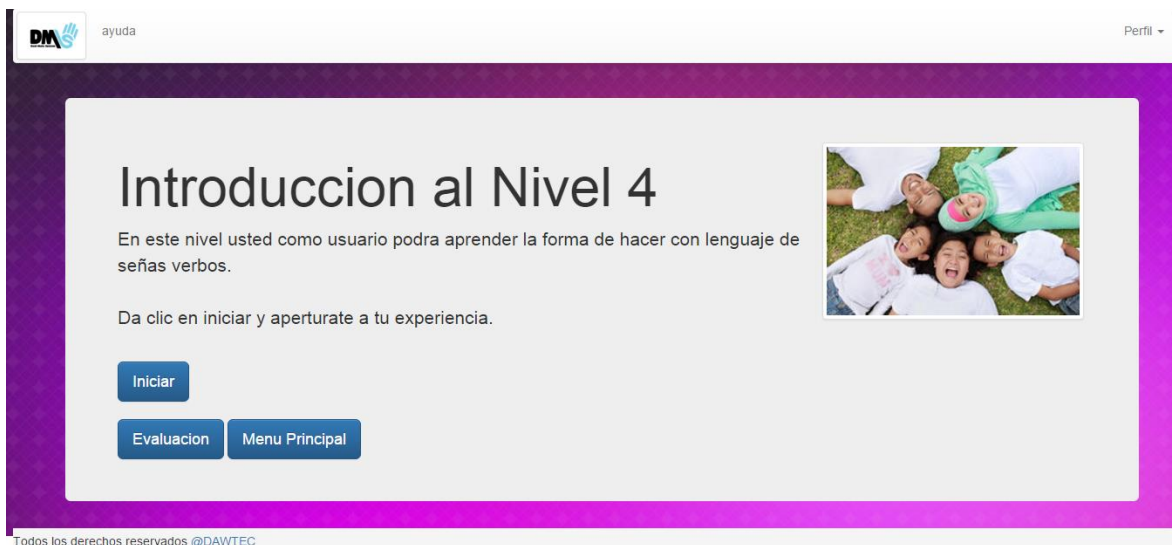 DMS
ayuda
Perfil
Introduccion al Nivel 4
En este nivel usted como usuario podra aprender la forma de hacer con lenguaje de
señas verbos.
Da clic en iniciar y aperturate a tu experiencia.
Iniciar
Evaluacion
Menu Principal
Todos los derechos reservados @DAWTEC